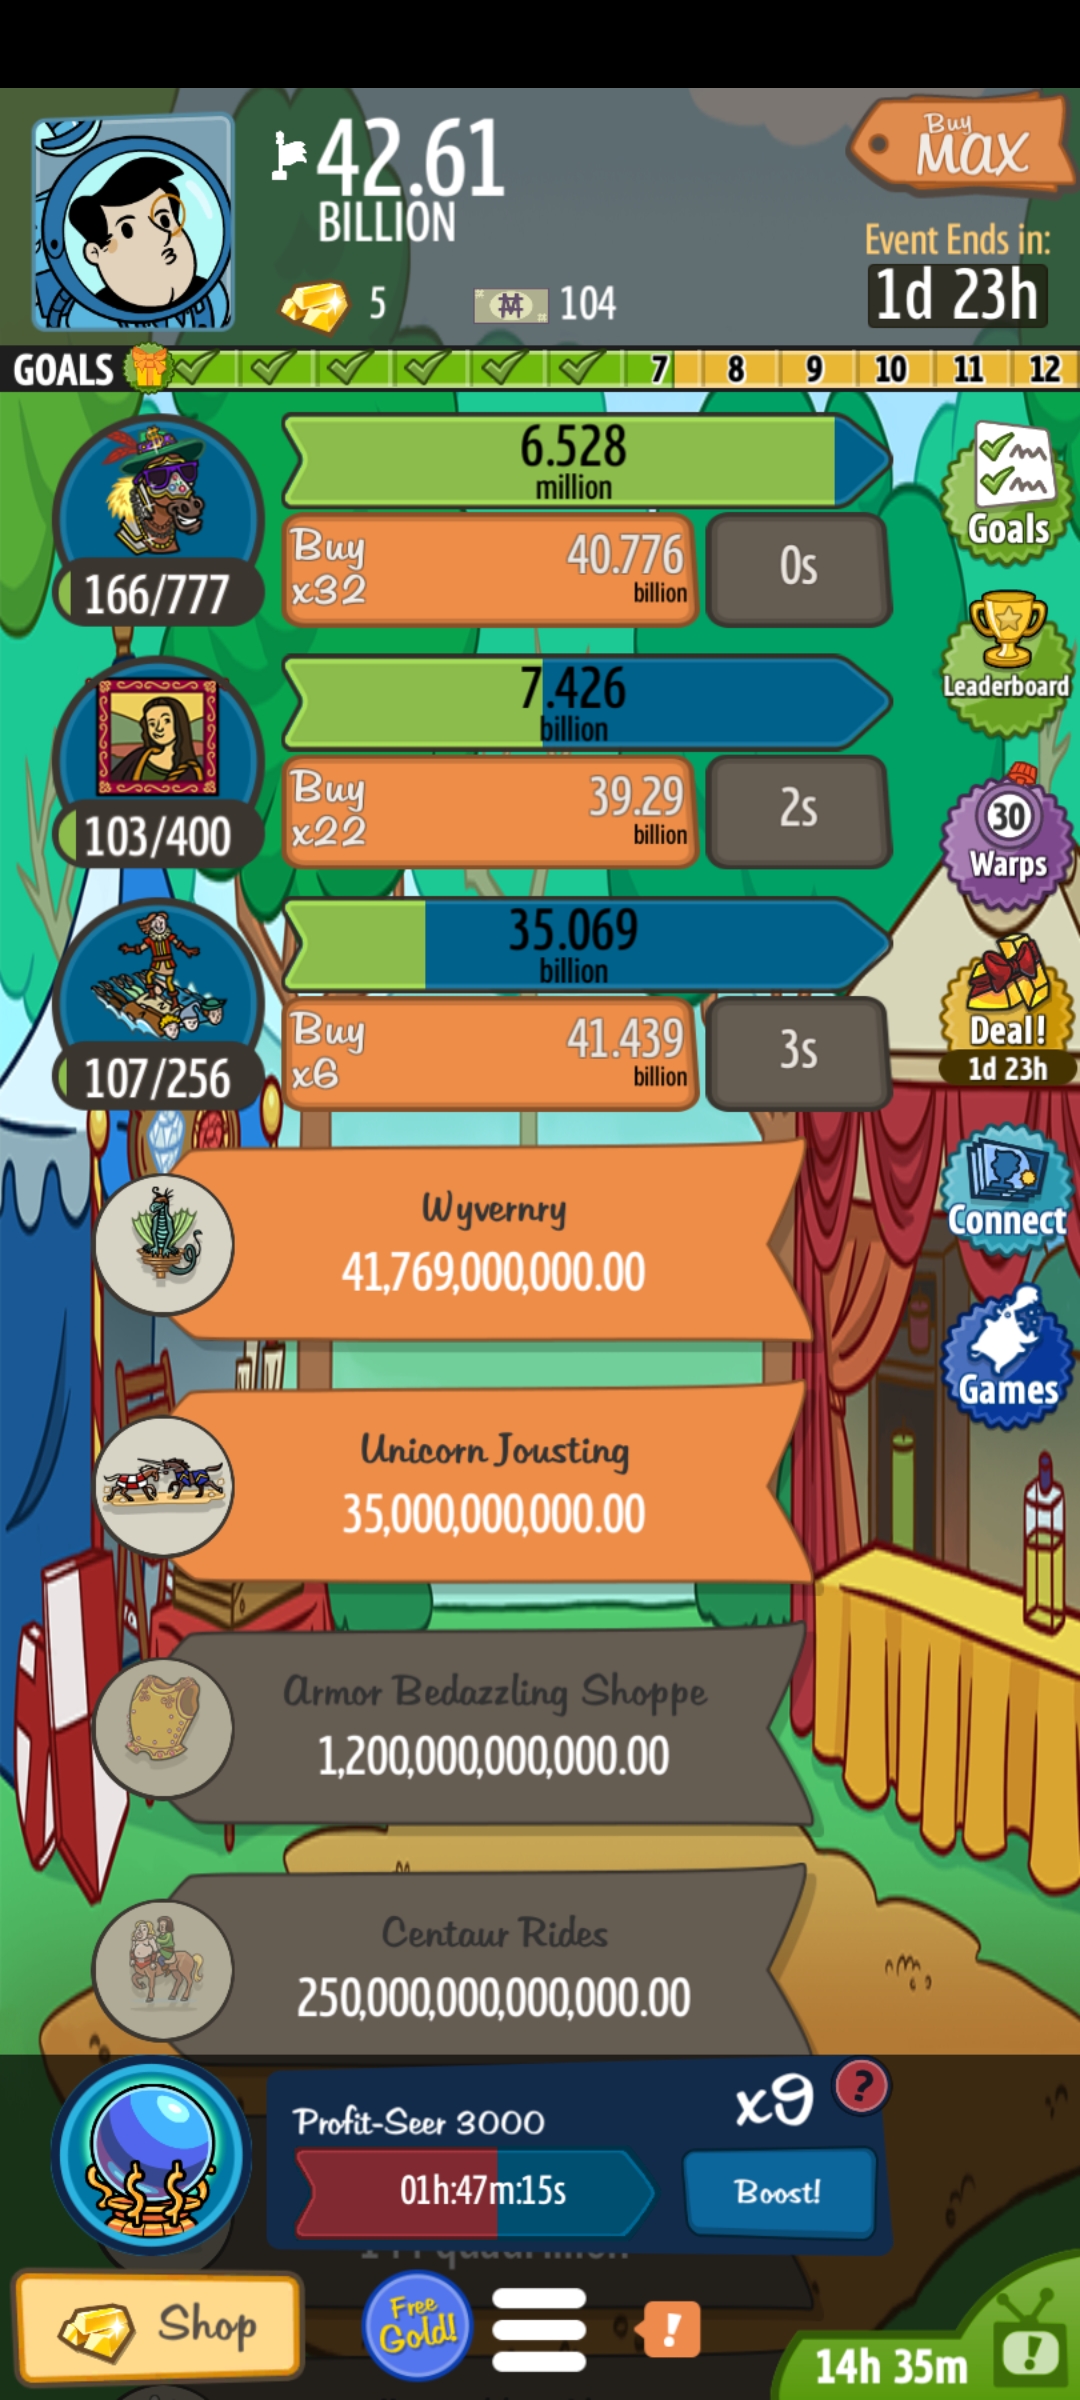 42.61
BILLION
Buy
MAX
Event Ends in:
1d 23h
5
104
GOALS
7
8
9
10
11
12
6.528
million
166/777
Buy
x32
40.776
billion
0s
Goals
7.426
billion
103/400
Buy
x22
39.29
billion
2s
Leaderboard
30
Warps
35.069
billion
107/256
Buy
x6
41.439
billion
3s
Deal!
1d 23h
Wyvernry
41,769,000,000.00
Connect
Unicorn Jousting
35,000,000,000.00
Games
Armor Bedazzling Shoppe
1,200,000,000,000.00
Centaur Rides
250,000,000,000,000.00
Profit-Seer 3000
x9
?
01h:47m:15s
Boost!
Shop
Free
Gold!
!
14h 35m
!